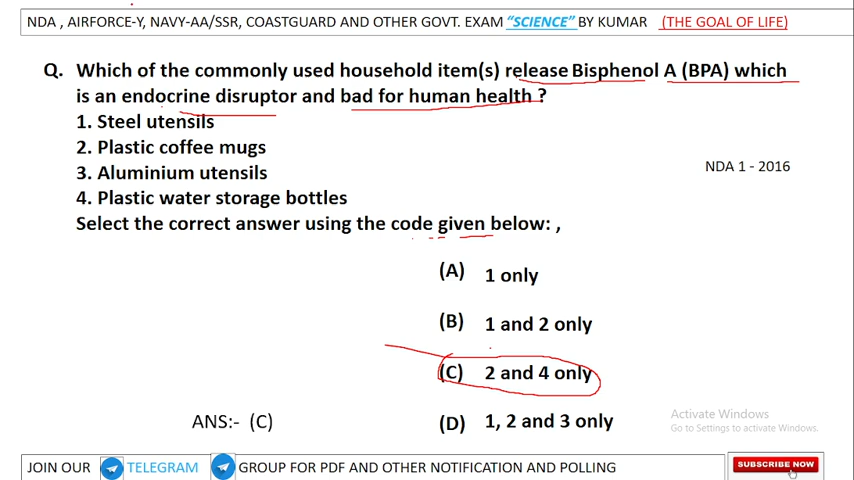 NDA , AIRFORCE-Y, NAVY-AA/SSR, COASTGUARD AND OTHER GOVT. EXAM “SCIENCE” BY KUMAR (THE GOAL OF LIFE)
Q. Which of the commonly used household item(s) release Bisphenol A (BPA) which
is an endocrine disruptor and bad for human health ?
1. Steel utensils
2. Plastic coffee mugs
3. Aluminium utensils
NDA 1 - 2016
4. Plastic water storage bottles
Select the correct answer using the code given below: ,
(A) 1 only
(B) 1 and 2 only
(C) 2 and 4 only
ANS:- (C)
(D) 1, 2 and 3 only
Activate Windows
Go to Settings to activate Windows.
JOIN OUR TELEGRAM GROUP FOR PDF AND OTHER NOTIFICATION AND POLLING
SUBSCRIBE NOW